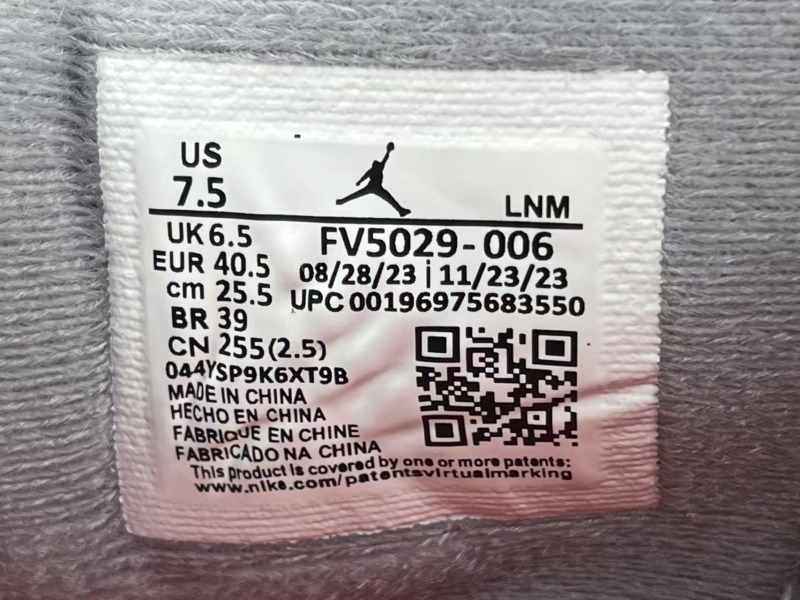 US
7.5
LNM
UK 6.5
FV5029-006
EUR 40.5
08/28/23 | 11/23/23
cm 25.5
UPC 00196975683550
BR 39
CN 255(2.5)
044YSP9K6XT9B
MADE IN CHINA
HECHO EN CHINA
FABRIQUE EN CHINE
FABRICADO NA CHINA
This product is covered by one or more patents:
www.nike.com/patentsvirtualmarking